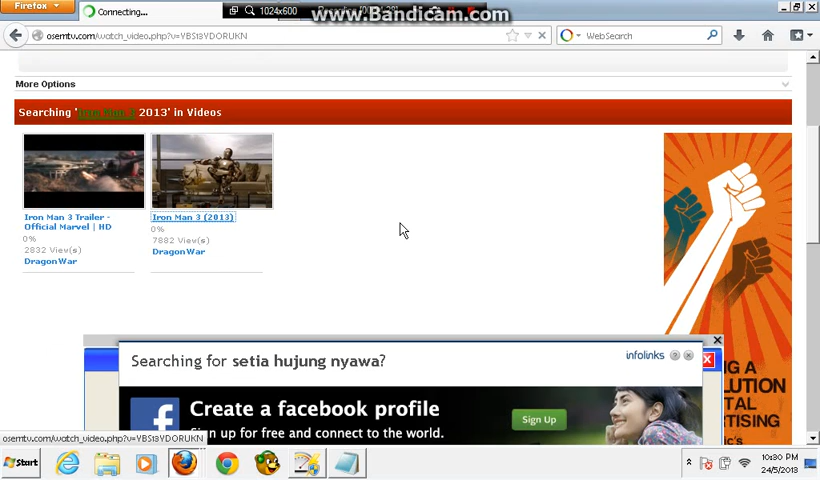 Firefox
Connecting...
1024x600
www.Bandicam.com
osemtv.com/watch_video.php?v=YBS13YDORUKN
WebSearch
More Options
Searching 'Iron Man 3 2013' in Videos
Iron Man 3 Trailer -
Official Marvel | HD
0%
2832 View(s)
DragonWar
Iron Man 3 (2013)
0%
7882 View(s)
DragonWar
Searching for setia hujung nyawa?
infolinks
Create a facebook profile
Sign up for free and connect to the world.
Sign Up
osemtv.com/watch_video.php?v=YBS13YDORUKN
Start
10:30 PM
24/5/2013